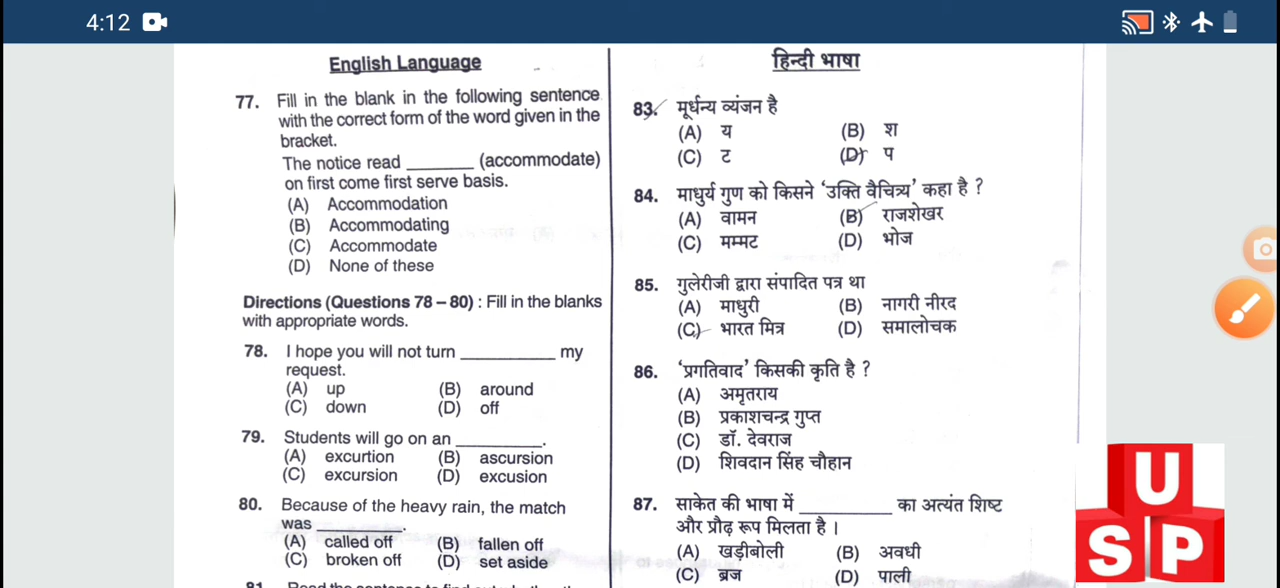 4:12
English Language
77. Fill in the blank in the following sentence
with the correct form of the word given in the
bracket.
The notice read _______ (accommodate)
on first come first serve basis.
(A) Accommodation
(B) Accommodating
(C) Accommodate
(D) None of these
Directions (Questions 78 – 80) : Fill in the blanks
with appropriate words.
78. I hope you will not turn __________ my
request.
(A) up (B) around
(C) down (D) off
79. Students will go on an _________.
(A) excurtion (B) ascursion
(C) excursion (D) excusion
80. Because of the heavy rain, the match
was _________.
(A) called off (B) fallen off
(C) broken off (D) set aside
हिन्दी भाषा
83. मूर्धन्य व्यंजन है
(A) य (B) श
(C) ट (D) प
84. माधुर्य गुण को किसने ‘उक्ति वैचित्र्य’ कहा है ?
(A) वामन (B) राजशेखर
(C) मम्मट (D) भोज
85. गुलेरीजी द्वारा संपादित पत्र था
(A) माधुरी (B) नागरी नीरद
(C) भारत मित्र (D) समालोचक
86. ‘प्रगतिवाद’ किसकी कृति है ?
(A) अमृतराय
(B) प्रकाशचन्द्र गुप्त
(C) डॉ. देवराज
(D) शिवदान सिंह चौहान
87. साकेत की भाषा में __________ का अत्यंत शिष्ट
और प्रौढ़ रूप मिलता है ।
(A) खड़ीबोली (B) अवधी
(C) ब्रज (D) पाली
U
SP